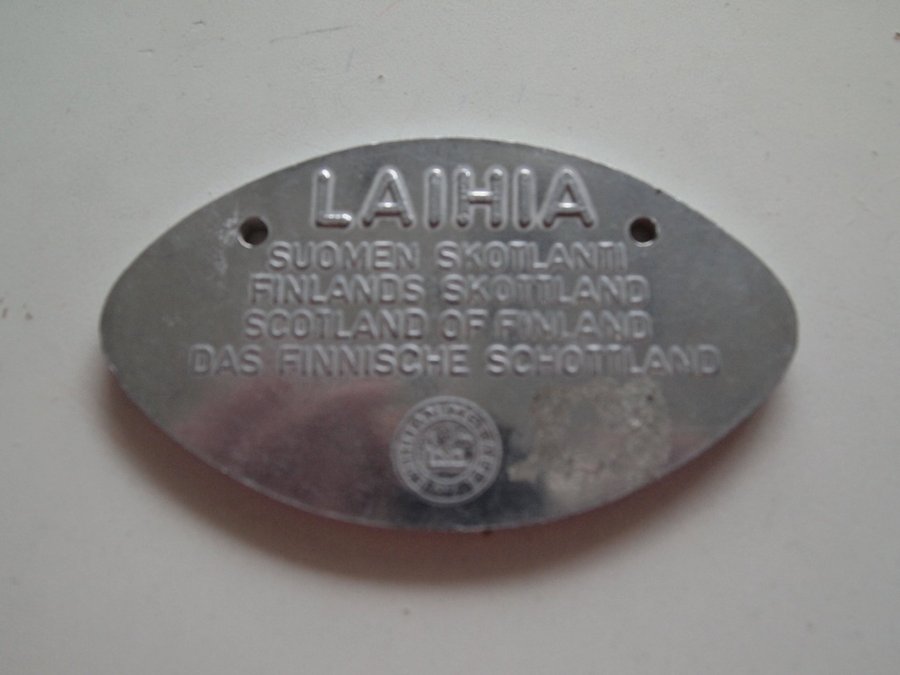 LAIHIA
SUOMEN SKOTLANTI
FINLANDS SKOTTLAND
SCOTLAND OF FINLAND
DAS FINNISCHE SCHOTTLAND